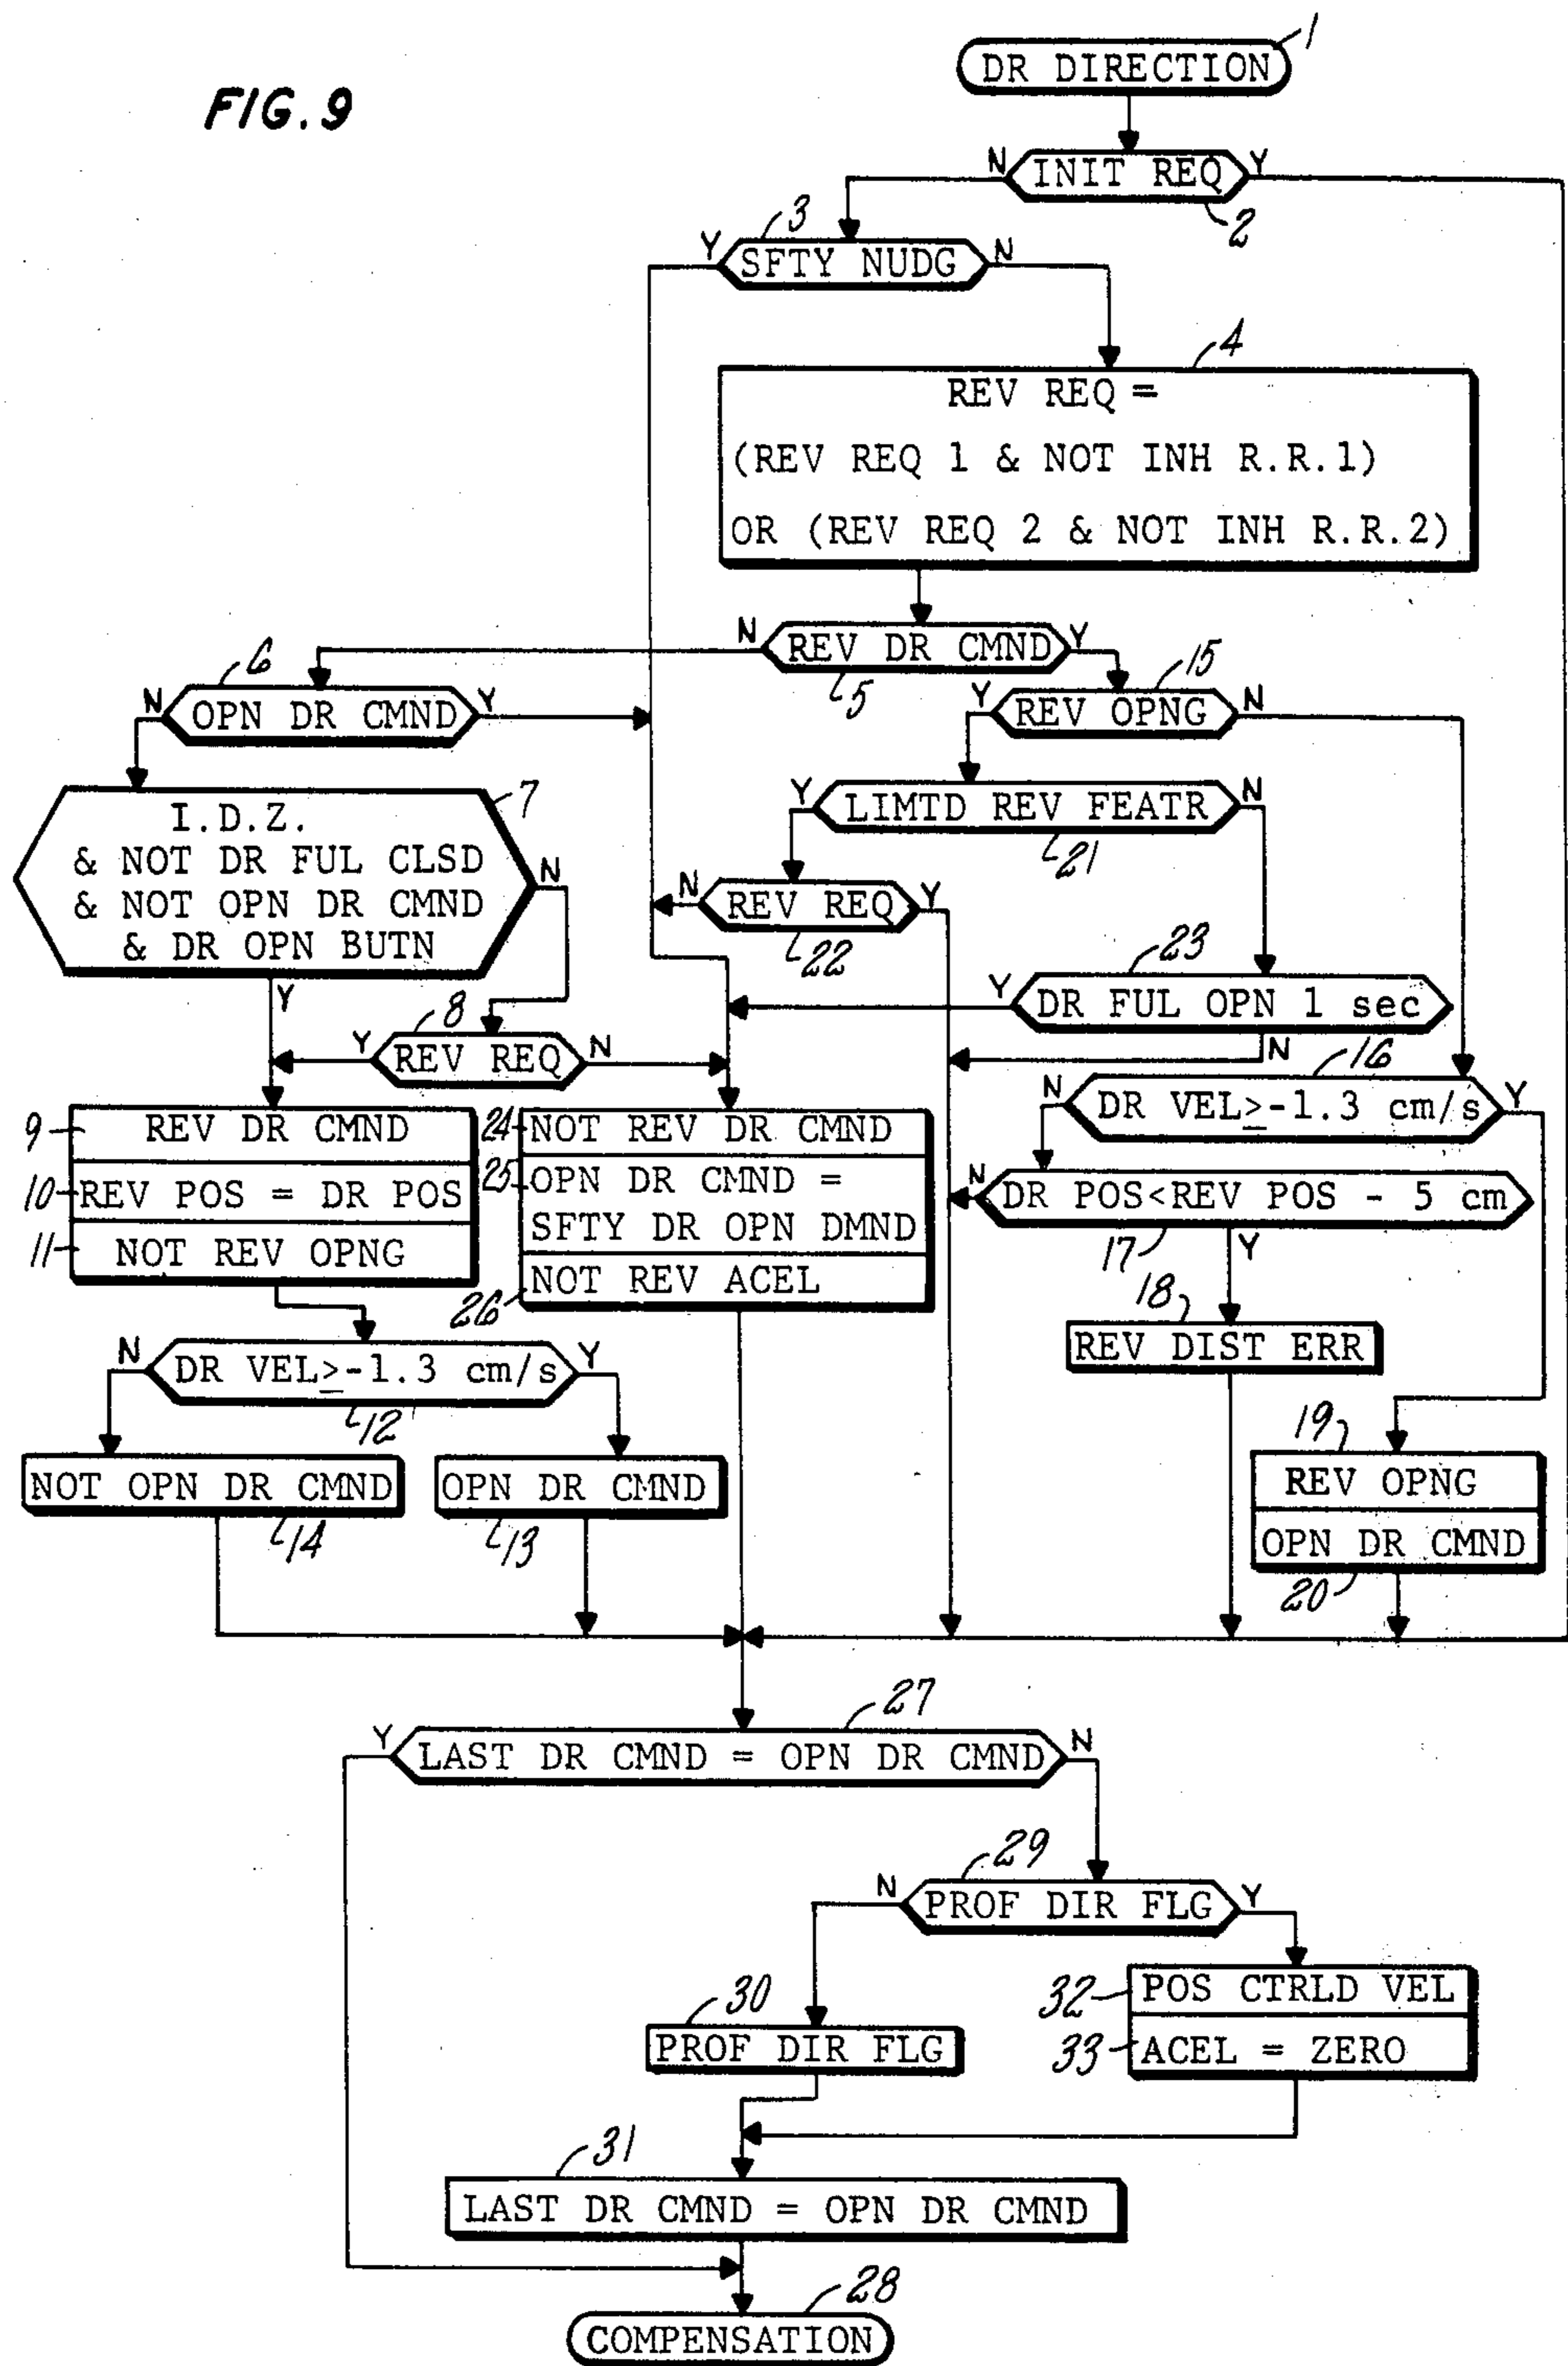 FIG. 9
1
DR DIRECTION
N INIT REQ Y
2
3
Y SFTY NUDG N
4
REV REQ =
(REV REQ 1 & NOT INH R.R.1)
OR (REV REQ 2 & NOT INH R.R.2)
N REV DR CMND Y
5
6
N OPN DR CMND Y
15
Y REV OPNG N
7
I.D.Z.
& NOT DR FUL CLSD
& NOT OPN DR CMND
& DR OPN BUTN
N
Y
Y LIMTD REV FEATR N
21
N REV REQ Y
22
23
Y DR FUL OPN 1 sec
N
8
Y REV REQ N
16
N DR VEL≥-1.3 cm/s Y
N DR POS<REV POS - 5 cm
17
Y
9 REV DR CMND
10 REV POS = DR POS
11 NOT REV OPNG
24 NOT REV DR CMND
25 OPN DR CMND =
SFTY DR OPN DMND
26 NOT REV ACEL
18
REV DIST ERR
N DR VEL≥-1.3 cm/s Y
12
NOT OPN DR CMND
14
OPN DR CMND
13
19
REV OPNG
OPN DR CMND
20
27
Y LAST DR CMND = OPN DR CMND N
29
N PROF DIR FLG Y
30
PROF DIR FLG
32 POS CTRLD VEL
33 ACEL = ZERO
31
LAST DR CMND = OPN DR CMND
28
COMPENSATION